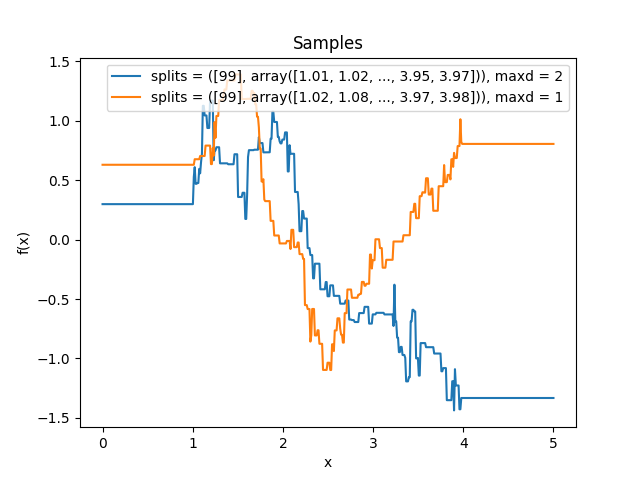 Samples
splits = ([99], array([1.01, 1.02, ..., 3.95, 3.97])), maxd = 2
splits = ([99], array([1.02, 1.08, ..., 3.97, 3.98])), maxd = 1
1.5
1.0
0.5
0.0
−0.5
−1.0
−1.5
f(x)
0 1 2 3 4 5
x